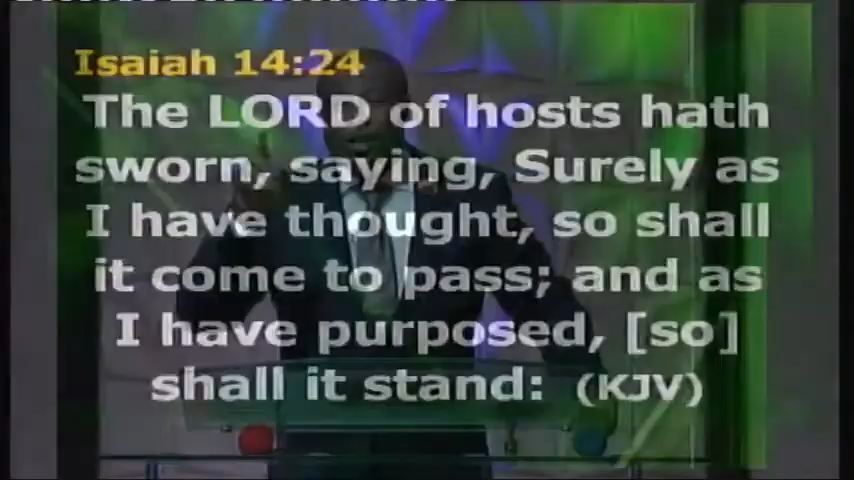 Isaiah 14:24
The LORD of hosts hath
sworn, saying, Surely as
I have thought, so shall
it come to pass; and as
I have purposed, [so]
shall it stand: (KJV)